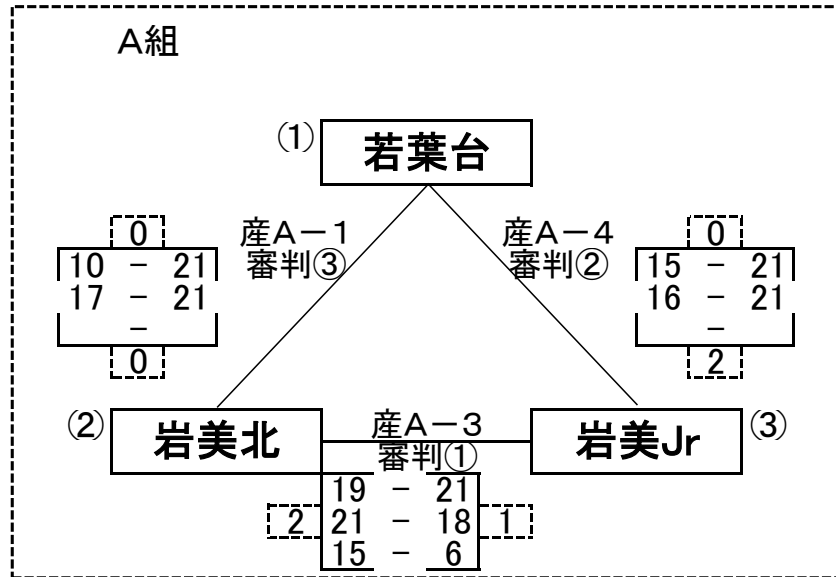 A組
(1)
若葉台
0
10 - 21
17 - 21
-
0
産A-1
審判③
産A-4
審判②
0
15 - 21
16 - 21
-
2
(2)
岩美北
産A-3
審判①
岩美Jr
(3)
2
19 - 21
21 - 18
15 - 6
1